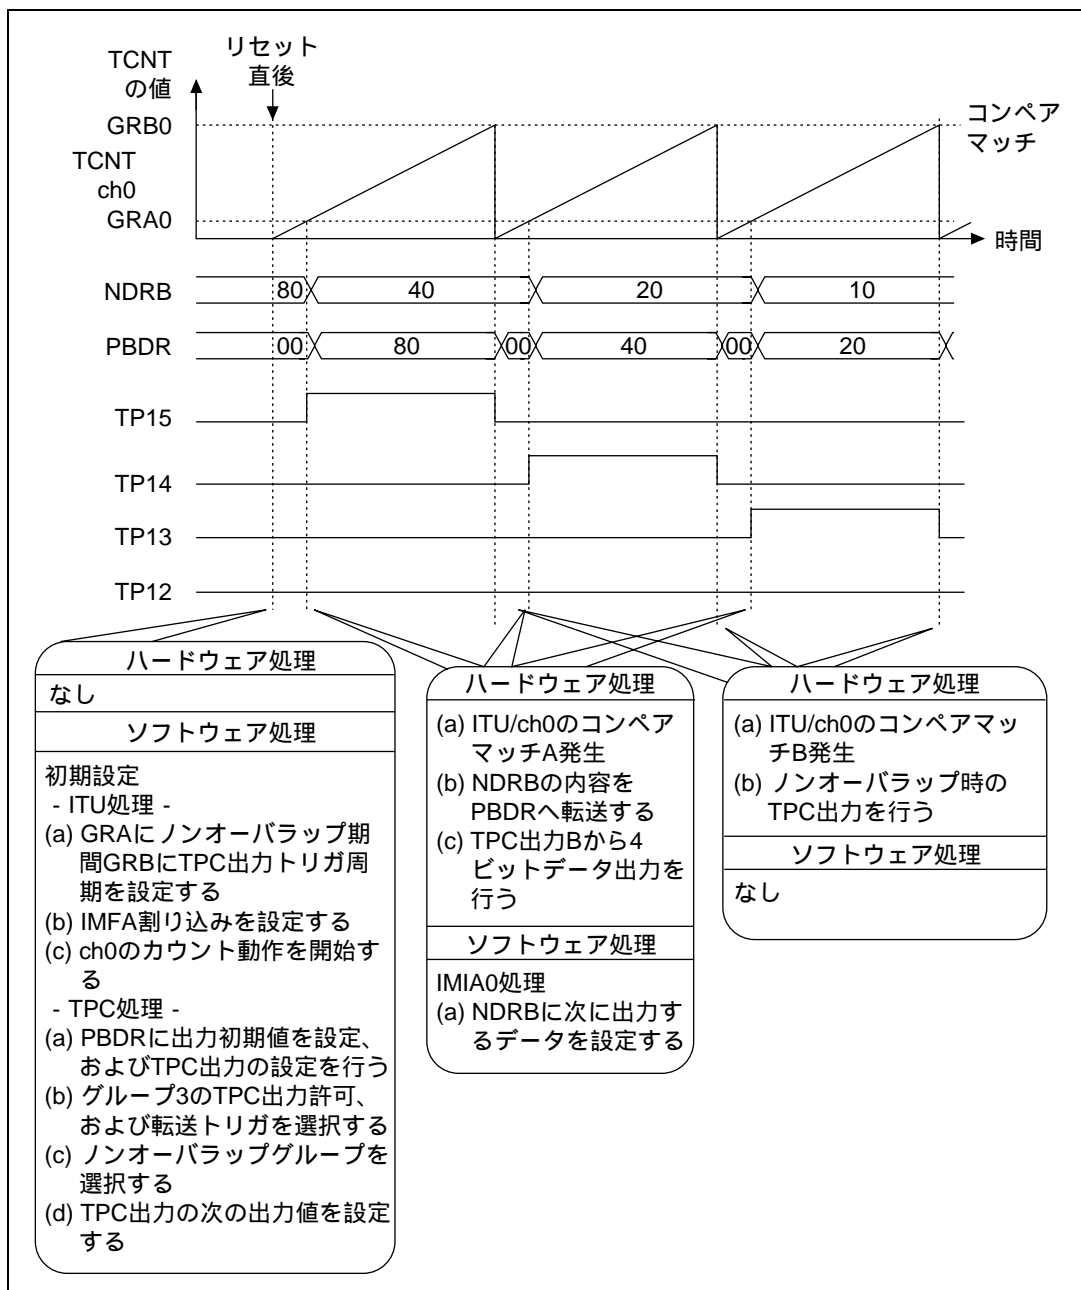 リセット
直後
TCNT
の値
GRB0
コンペア
マッチ
TCNT
ch0
GRA0
時間
NDRB
80
40
20
10
PBDR
00
80
00
40
00
20
TP15
TP14
TP13
TP12
ハードウェア処理
なし
ソフトウェア処理
初期設定
- ITU処理 -
(a) GRAにノンオーバラップ期
間GRBにTPC出力トリガ周
期を設定する
(b) IMFA割り込みを設定する
(c) ch0のカウント動作を開始す
る
- TPC処理 -
(a) PBDRに出力初期値を設定、
およびTPC出力の設定を行う
(b) グループ3のTPC出力許可、
および転送トリガを選択する
(c) ノンオーバラップグループを
選択する
(d) TPC出力の次の出力値を設定
する
ハードウェア処理
(a) ITU/ch0のコンペア
マッチA発生
(b) NDRBの内容を
PBDRへ転送する
(c) TPC出力Bから4
ビットデータ出力を
行う
ソフトウェア処理
IMIA0処理
(a) NDRBに次に出力す
るデータを設定する
ハードウェア処理
(a) ITU/ch0のコンペアマッ
チB発生
(b) ノンオーバラップ時の
TPC出力を行う
ソフトウェア処理
なし